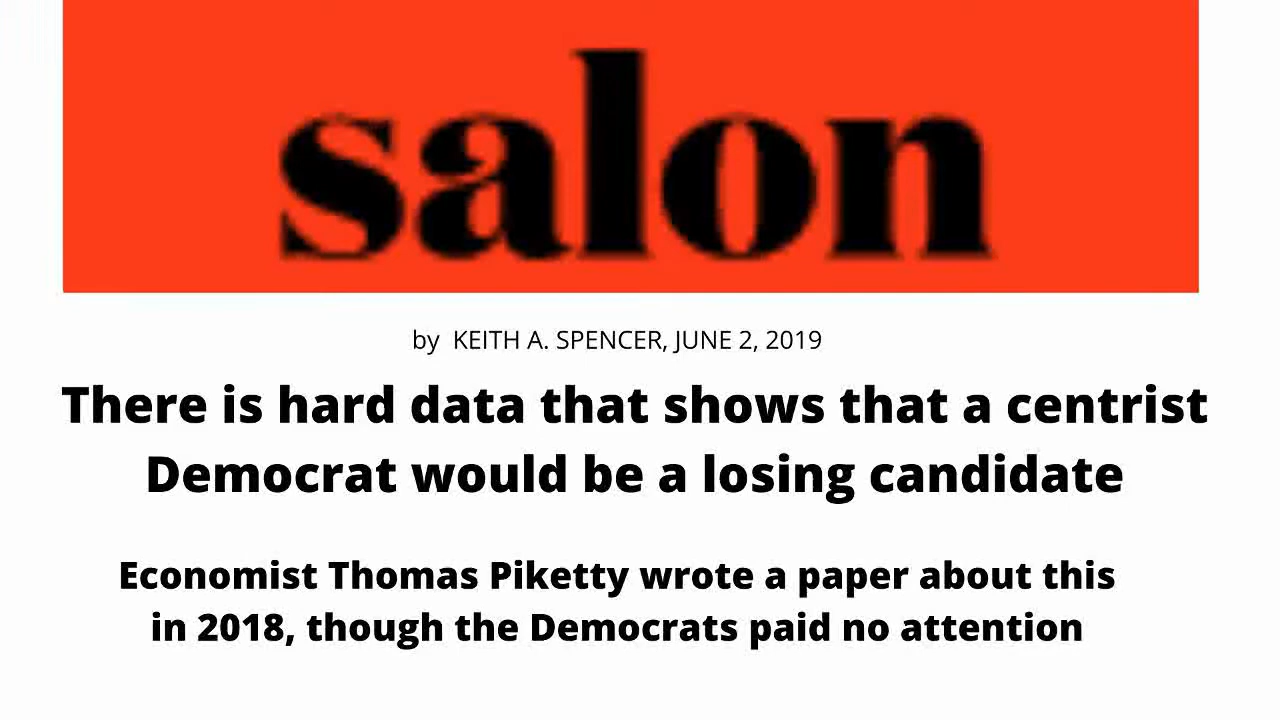 salon
by KEITH A. SPENCER, JUNE 2, 2019
There is hard data that shows that a centrist
Democrat would be a losing candidate
Economist Thomas Piketty wrote a paper about this
in 2018, though the Democrats paid no attention